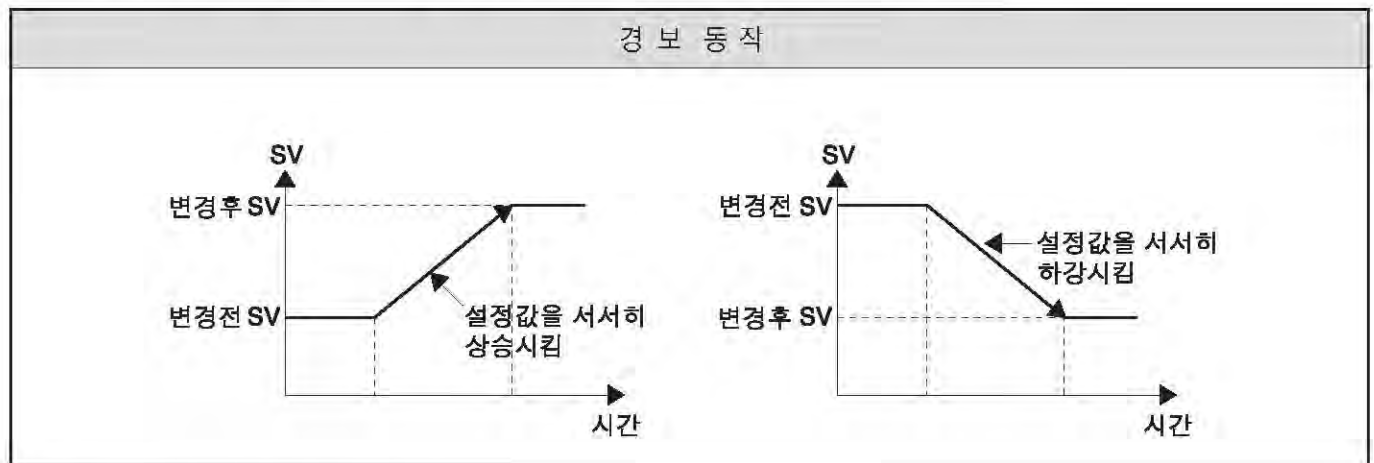 경 보 동 작
SV
변경후 SV
변경전 SV
설정값을 서서히
상승시킴
시간
SV
변경전 SV
변경후 SV
설정값을 서서히
하강시킴
시간